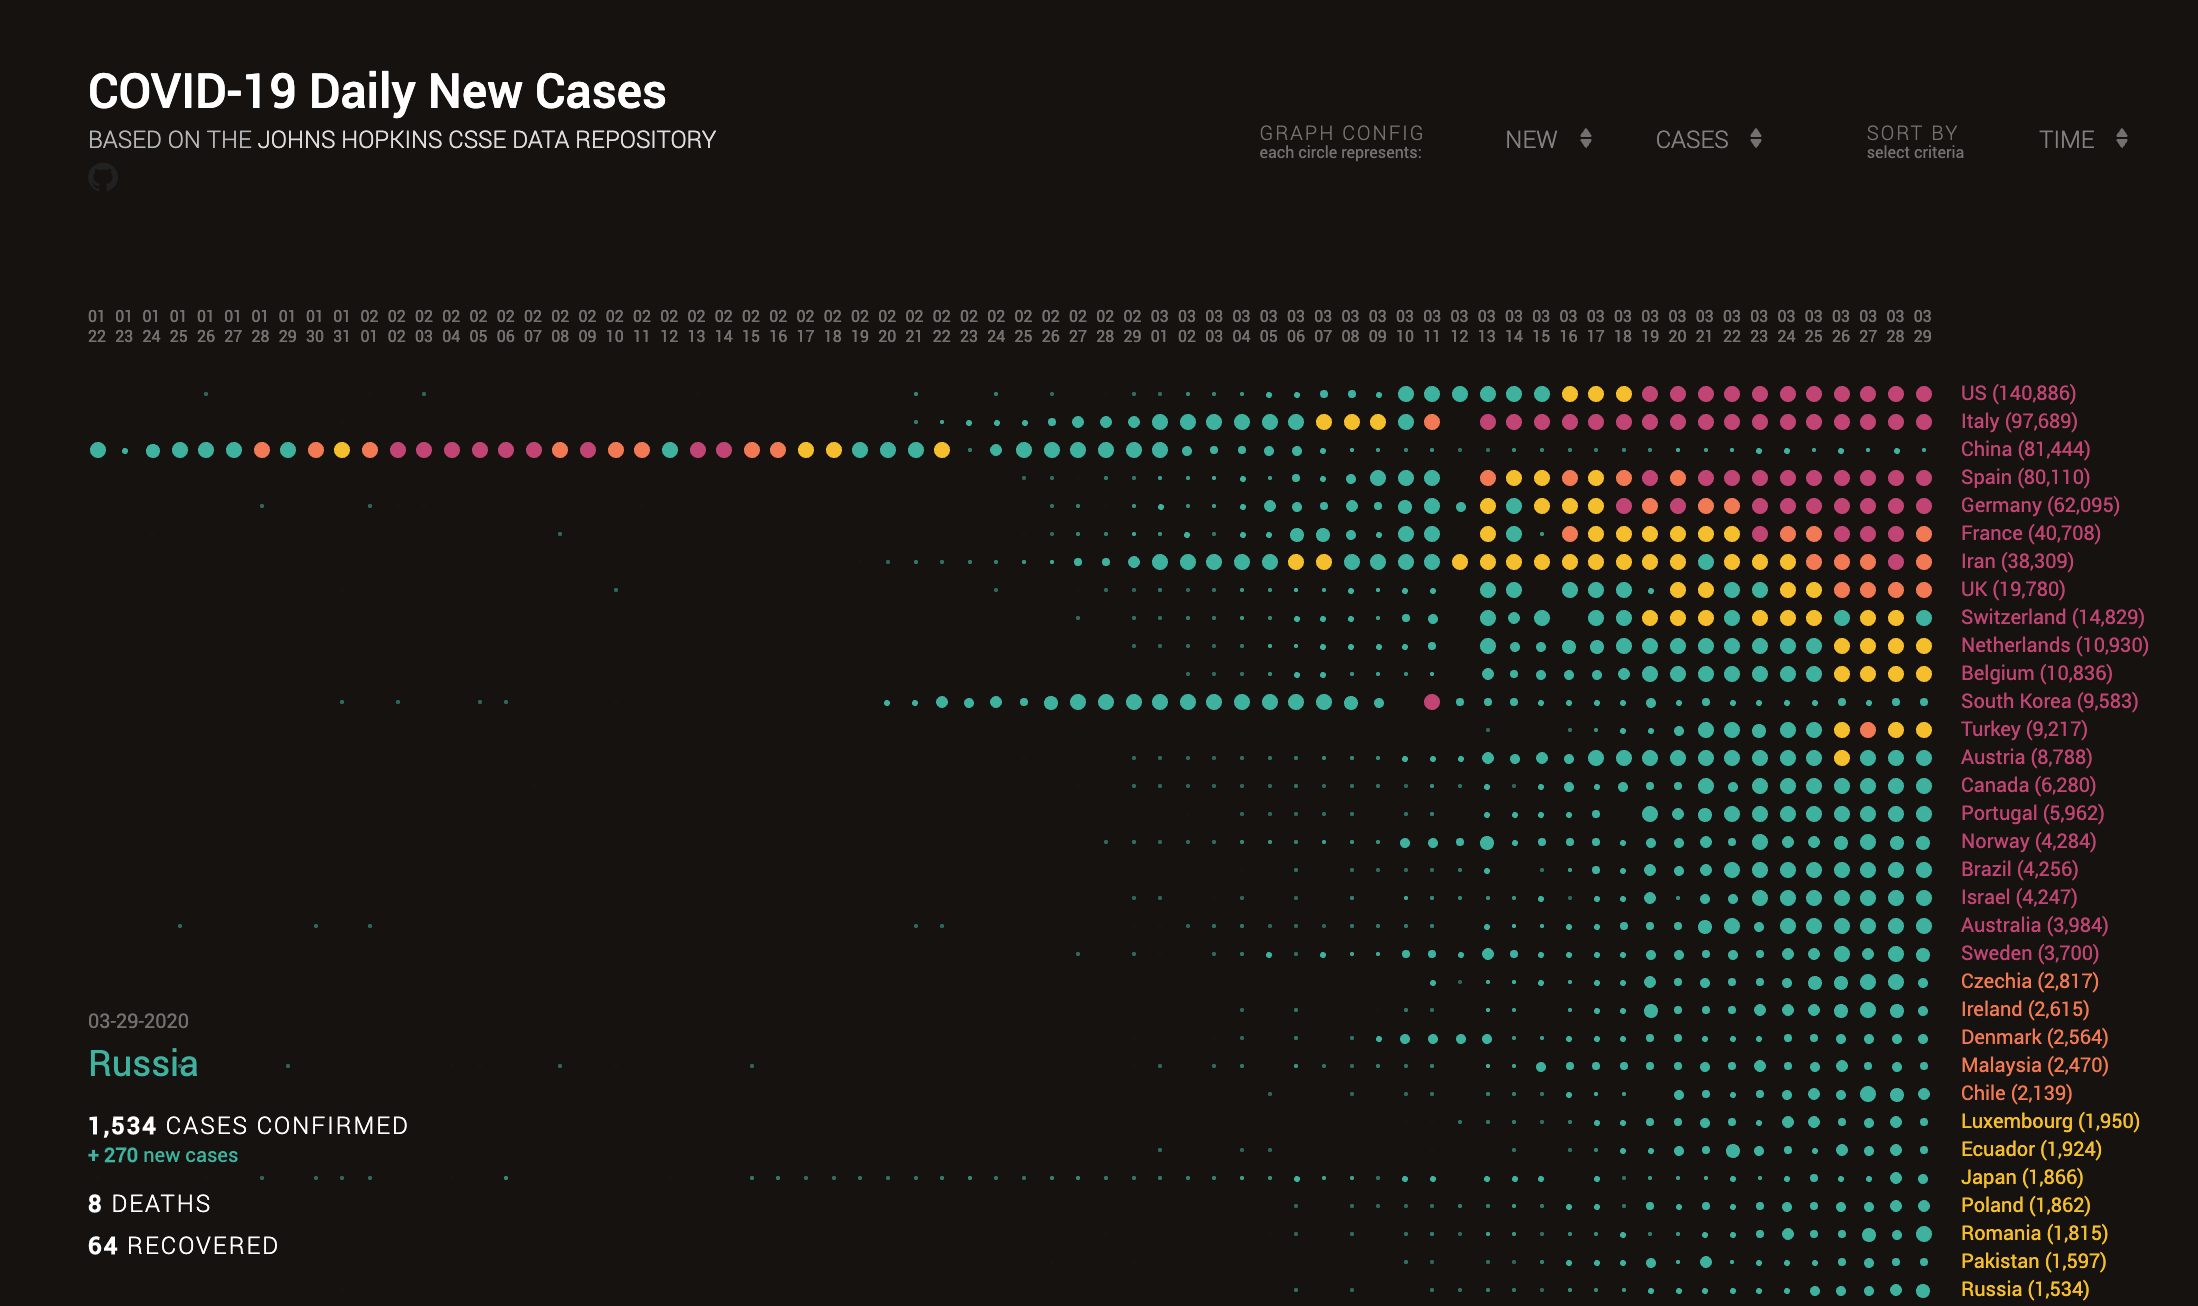 COVID-19 Daily New Cases
BASED ON THE JOHNS HOPKINS CSSE DATA REPOSITORY
GRAPH CONFIG
each circle represents:
NEW
CASES
SORT BY
select criteria
TIME
01 01 01 01 01 01 01 01 01 01 02 02 02 02 02 02 02 02 02 02 02 02 02 02 02 02 02 02 02 02 02 02 02 02 02 02 02 02 02 03 03 03 03 03 03 03 03 03 03 03 03 03 03 03 03 03 03 03 03 03 03 03 03 03 03 03 03 03
22 23 24 25 26 27 28 29 30 31 01 02 03 04 05 06 07 08 09 10 11 12 13 14 15 16 17 18 19 20 21 22 23 24 25 26 27 28 29 01 02 03 04 05 06 07 08 09 10 11 12 13 14 15 16 17 18 19 20 21 22 23 24 25 26 27 28 29
US (140,886)
Italy (97,689)
China (81,444)
Spain (80,110)
Germany (62,095)
France (40,708)
Iran (38,309)
UK (19,780)
Switzerland (14,829)
Netherlands (10,930)
Belgium (10,836)
South Korea (9,583)
Turkey (9,217)
Austria (8,788)
Canada (6,280)
Portugal (5,962)
Norway (4,284)
Brazil (4,256)
Israel (4,247)
Australia (3,984)
Sweden (3,700)
Czechia (2,817)
Ireland (2,615)
Denmark (2,564)
Malaysia (2,470)
Chile (2,139)
Luxembourg (1,950)
Ecuador (1,924)
Japan (1,866)
Poland (1,862)
Romania (1,815)
Pakistan (1,597)
Russia (1,534)
03-29-2020
Russia
1,534 CASES CONFIRMED
+ 270 new cases
8 DEATHS
64 RECOVERED